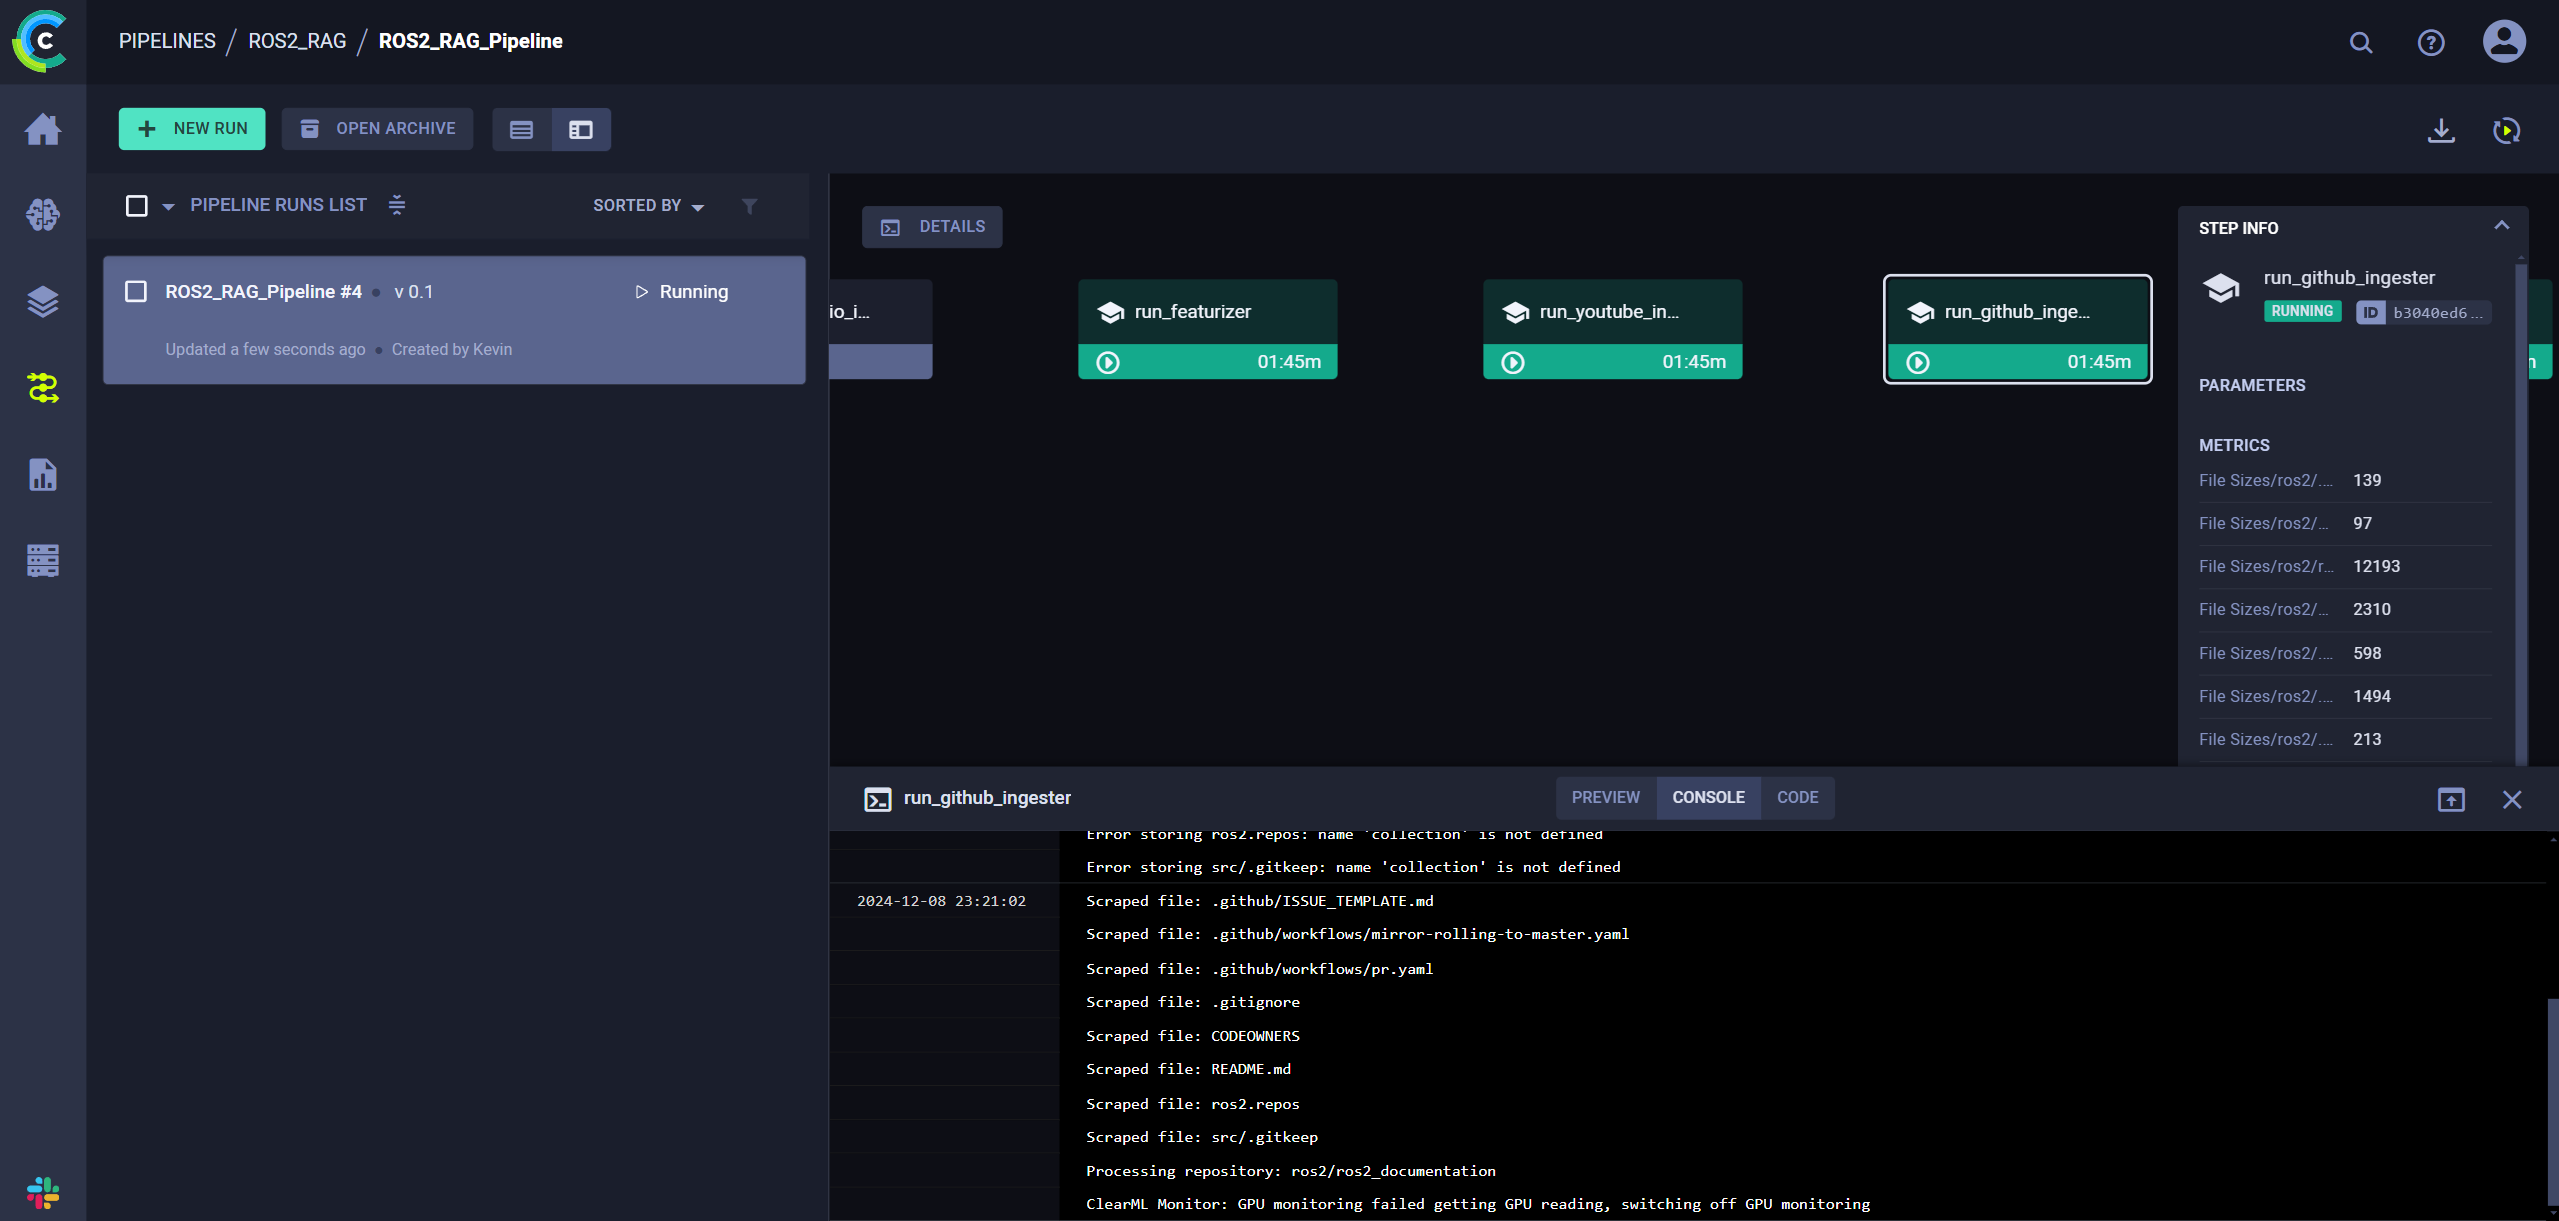 PIPELINES / ROS2_RAG / ROS2_RAG_Pipeline
NEW RUN
OPEN ARCHIVE
PIPELINE RUNS LIST
SORTED BY
ROS2_RAG_Pipeline #4 • v 0.1
Running
Updated a few seconds ago • Created by Kevin
DETAILS
io_i...
run_featurizer
01:45m
run_youtube_in...
01:45m
run_github_inge...
01:45m
STEP INFO
run_github_ingester
RUNNING
ID b3040ed6...
PARAMETERS
METRICS
File Sizes/ros2/.... 139
File Sizes/ros2/... 97
File Sizes/ros2/r... 12193
File Sizes/ros2/... 2310
File Sizes/ros2/.... 598
File Sizes/ros2/.... 1494
File Sizes/ros2/.... 213
run_github_ingester
PREVIEW
CONSOLE
CODE
Error storing ros2.repos: name 'collection' is not defined
Error storing src/.gitkeep: name 'collection' is not defined
2024-12-08 23:21:02 Scraped file: .github/ISSUE_TEMPLATE.md
Scraped file: .github/workflows/mirror-rolling-to-master.yaml
Scraped file: .github/workflows/pr.yaml
Scraped file: .gitignore
Scraped file: CODEOWNERS
Scraped file: README.md
Scraped file: ros2.repos
Scraped file: src/.gitkeep
Processing repository: ros2/ros2_documentation
ClearML Monitor: GPU monitoring failed getting GPU reading, switching off GPU monitoring